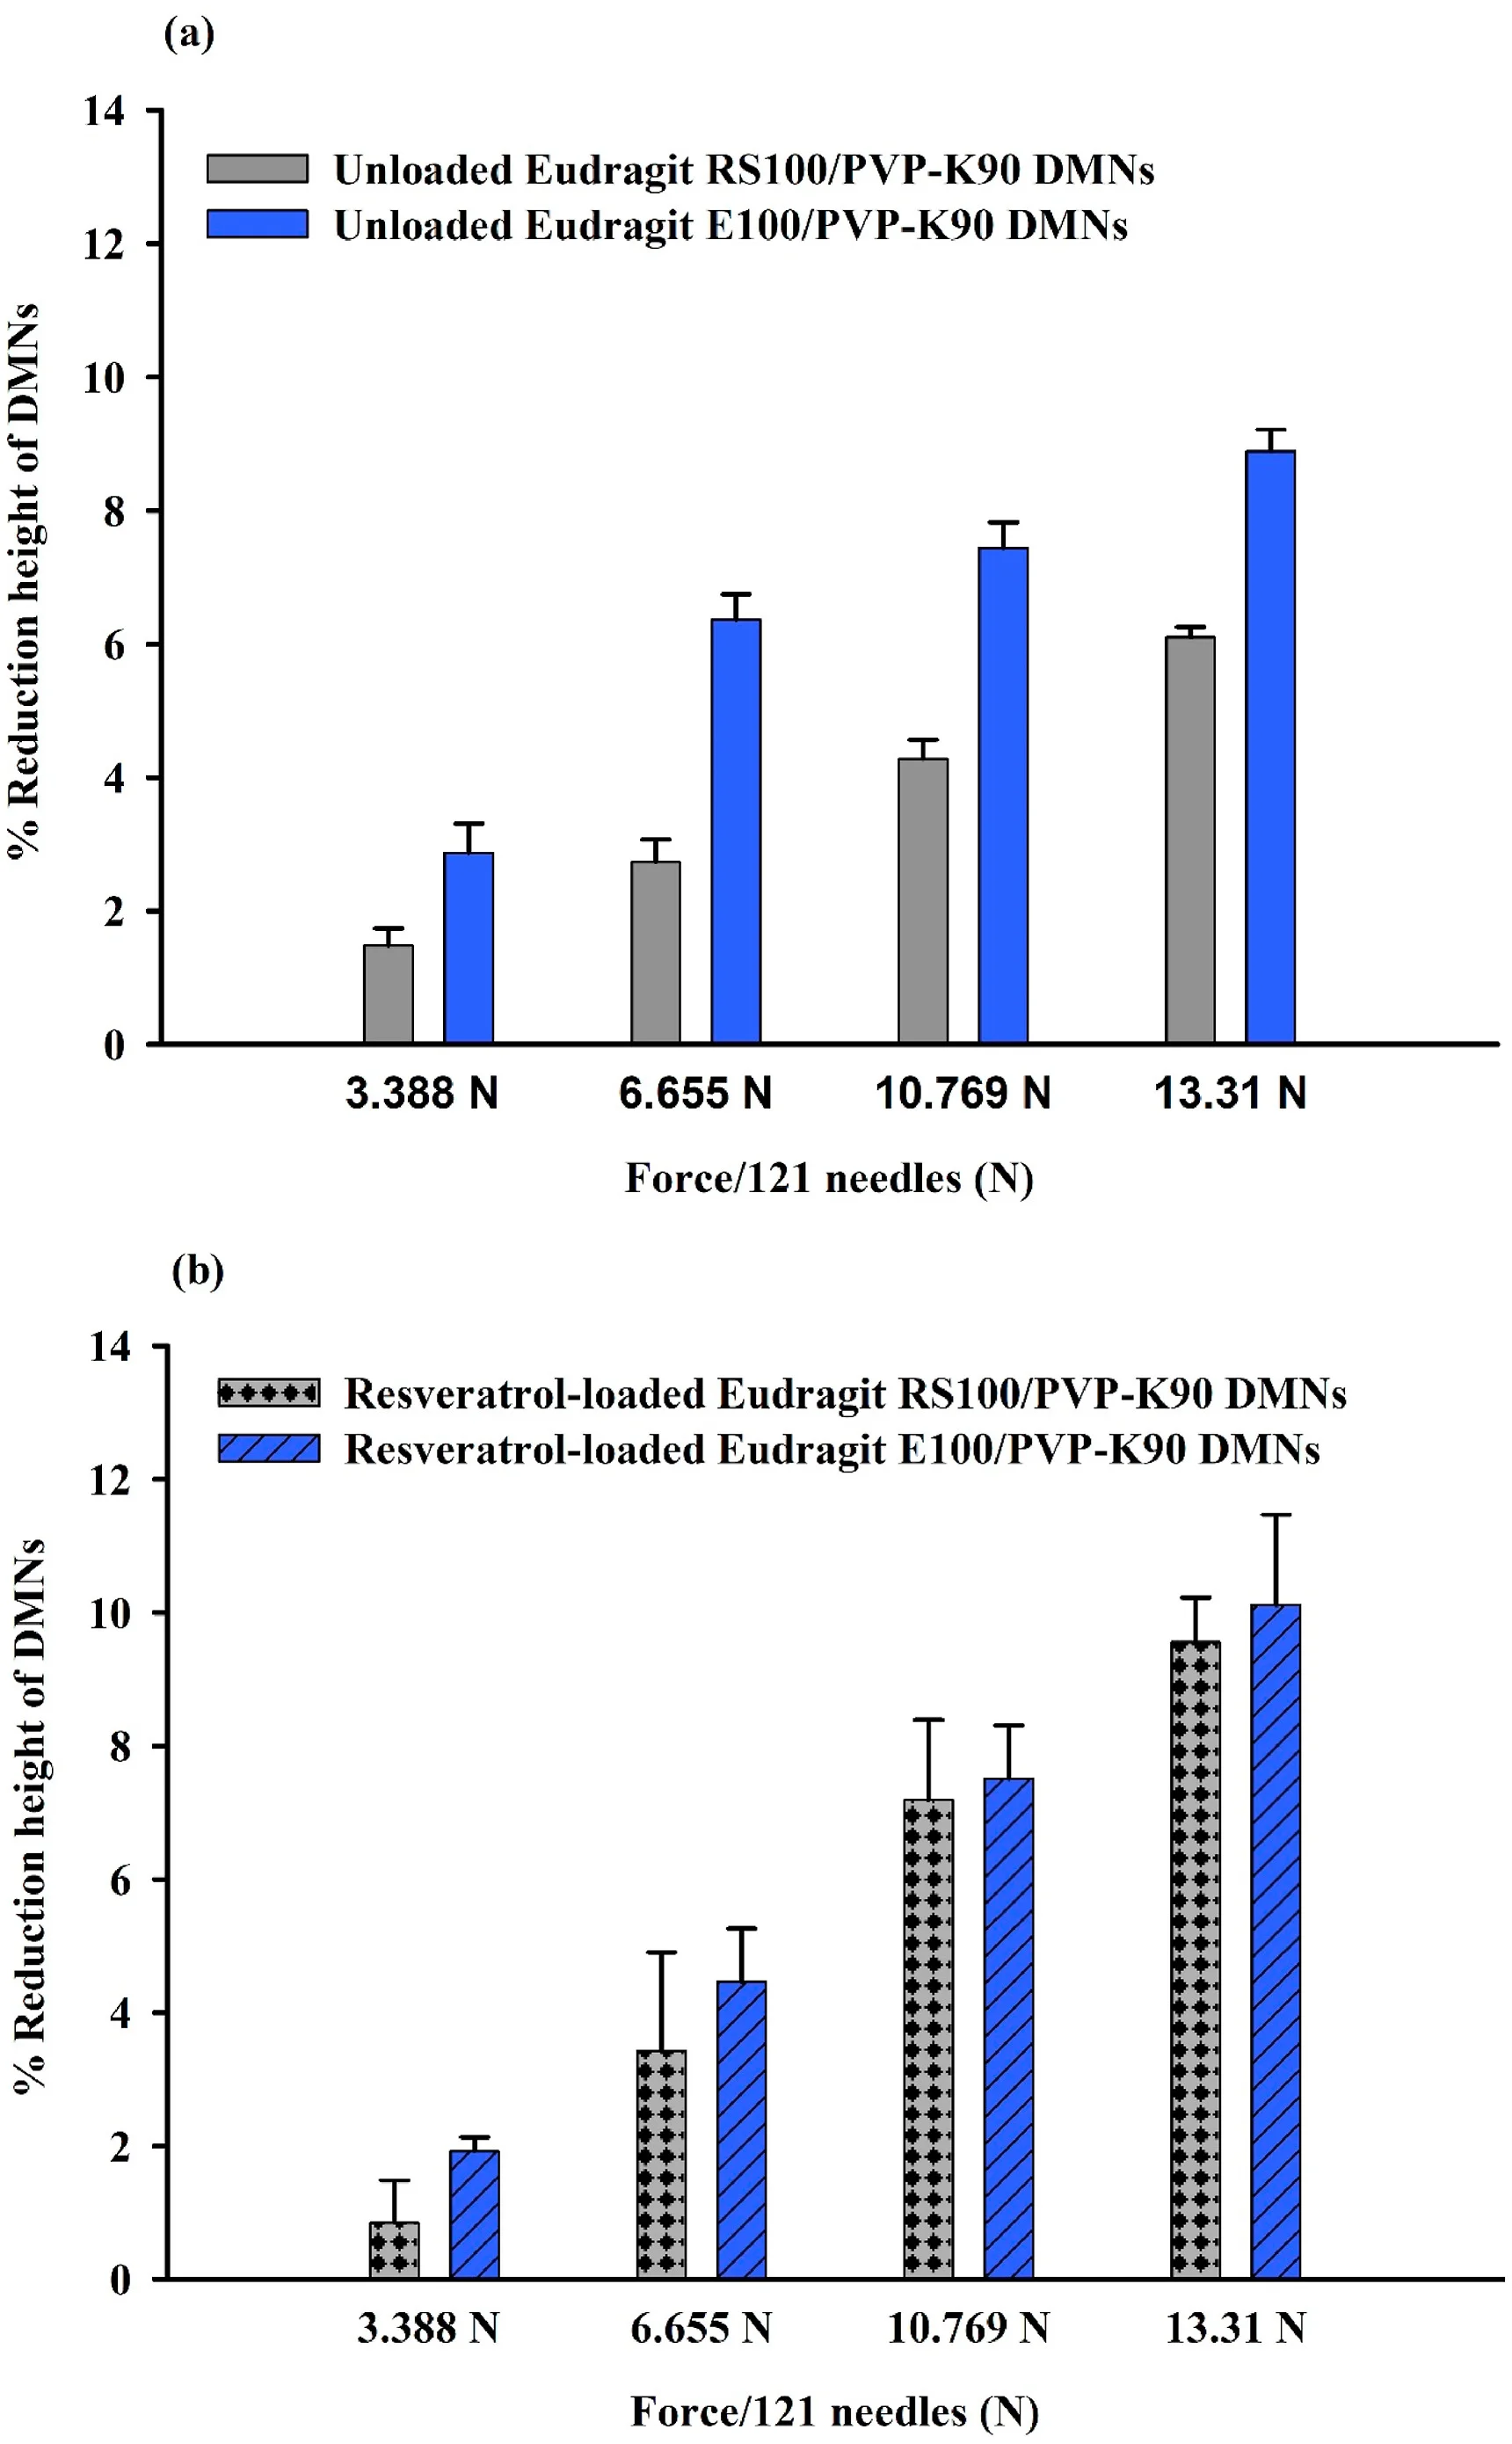 (a)
14
12
10
8
6
4
2
0
% Reduction height of DMNs
Unloaded Eudragit RS100/PVP-K90 DMNs
Unloaded Eudragit E100/PVP-K90 DMNs
3.388 N 6.655 N 10.769 N 13.31 N
Force/121 needles (N)
(b)
14
12
10
8
6
4
2
0
% Reduction height of DMNs
Resveratrol-loaded Eudragit RS100/PVP-K90 DMNs
Resveratrol-loaded Eudragit E100/PVP-K90 DMNs
3.388 N 6.655 N 10.769 N 13.31 N
Force/121 needles (N)